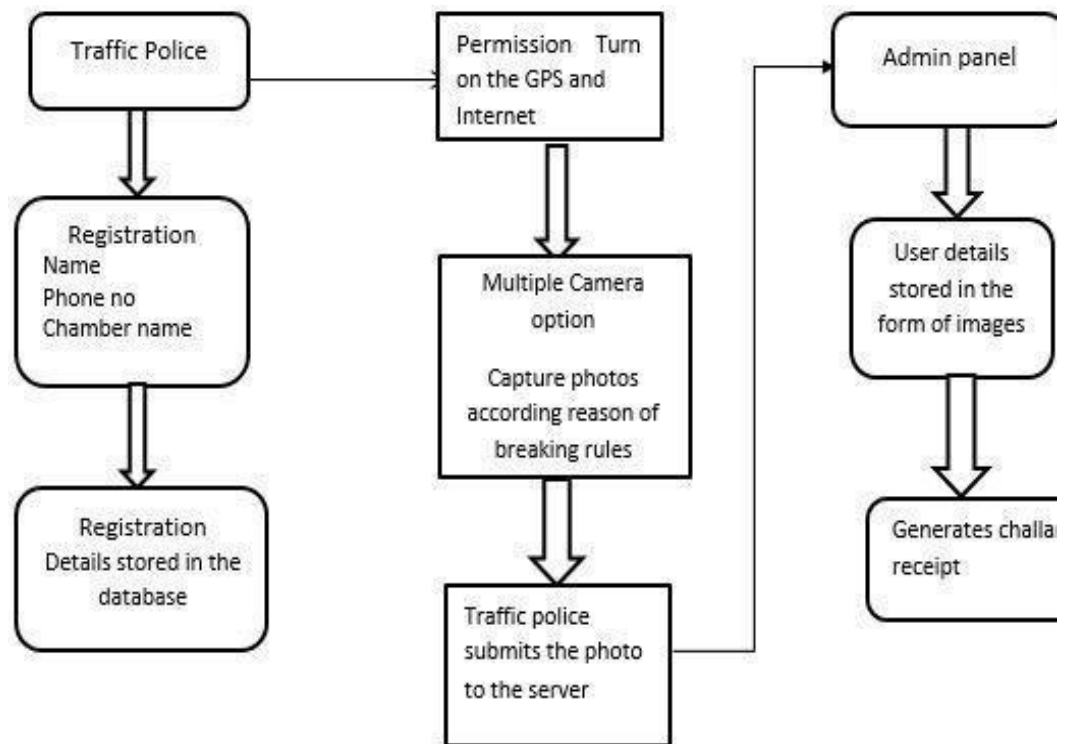 Traffic Police
Registration
Name
Phone no
Chamber name
Registration
Details stored in the
database
Permission Turn
on the GPS and
Internet
Multiple Camera
option
Capture photos
according reason of
breaking rules
Traffic police
submits the photo
to the server
Admin panel
User details
stored in the
form of images
Generates challa
receipt